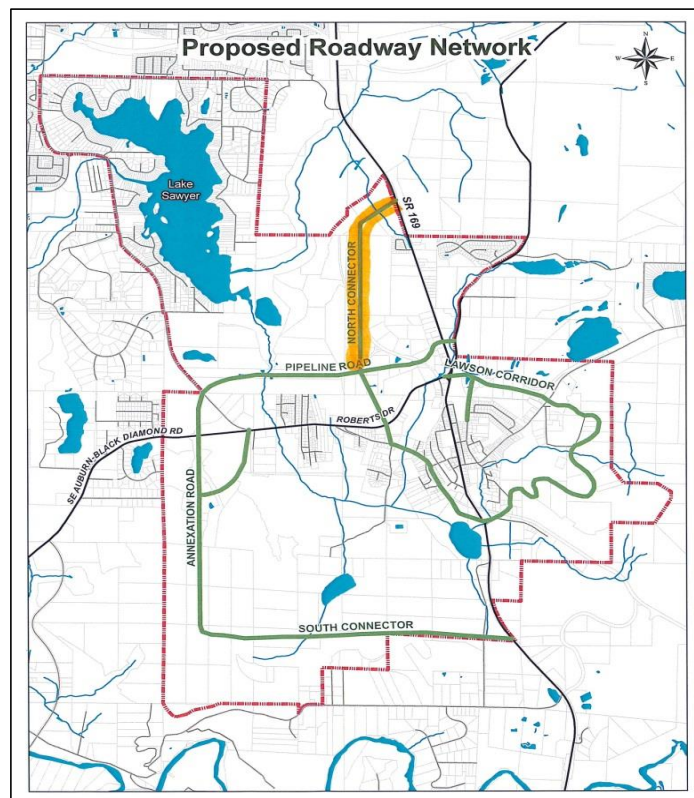 Proposed Roadway Network
N
W E
S
Lake
Sawyer
SR 169
NORTH CONNECTOR
PIPELINE ROAD
LAWSON CORRIDOR
ROBERTS DR
SE AUBURN-BLACK DIAMOND RD
ANNEXATION ROAD
SOUTH CONNECTOR